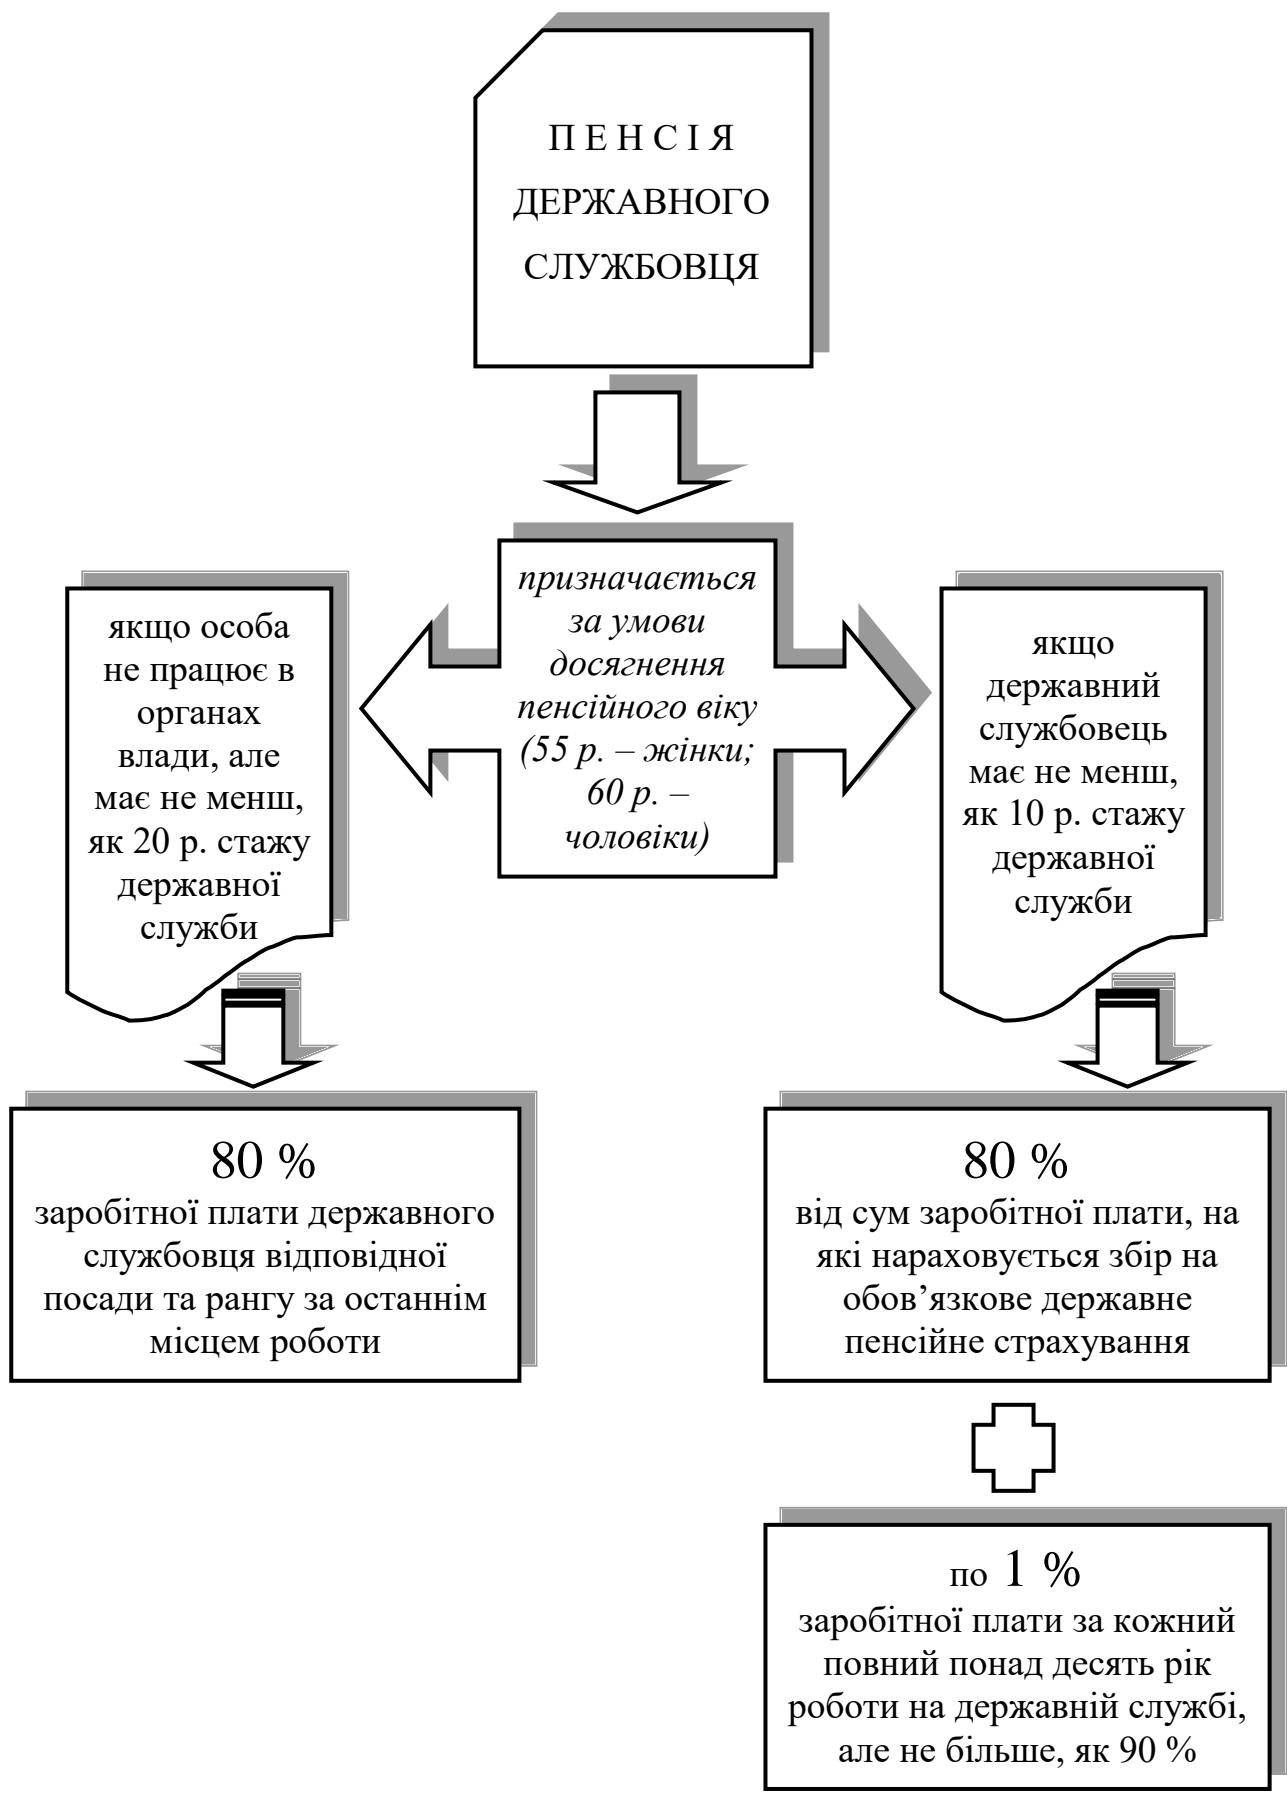 П Е Н С І Я
ДЕРЖАВНОГО
СЛУЖБОВЦЯ
призначається
за умови
досягнення
пенсійного віку
(55 р. – жінки;
60 р. –
чоловіки)
якщо особа
не працює в
органах
влади, але
має не менш,
як 20 р. стажу
державної
служби
якщо
державний
службовець
має не менш,
як 10 р. стажу
державної
служби
80 %
заробітної плати державного
службовця відповідної
посади та рангу за останнім
місцем роботи
80 %
від сум заробітної плати, на
які нараховується збір на
обов’язкове державне
пенсійне страхування
по 1 %
заробітної плати за кожний
повний понад десять рік
роботи на державній службі,
але не більше, як 90 %